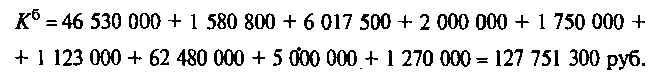 K^б = 46 530 000 + 1 580 800 + 6 017 500 + 2 000 000 + 1 750 000 +
+ 1 123 000 + 62 480 000 + 5 000 000 + 1 270 000 = 127 751 300 руб.